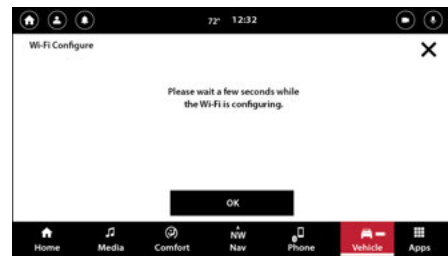 72° 12:32
Wi-Fi Configure
Please wait a few seconds while
the Wi-Fi is configuring.
OK
NW
Home Media Comfort Nav Phone Vehicle Apps